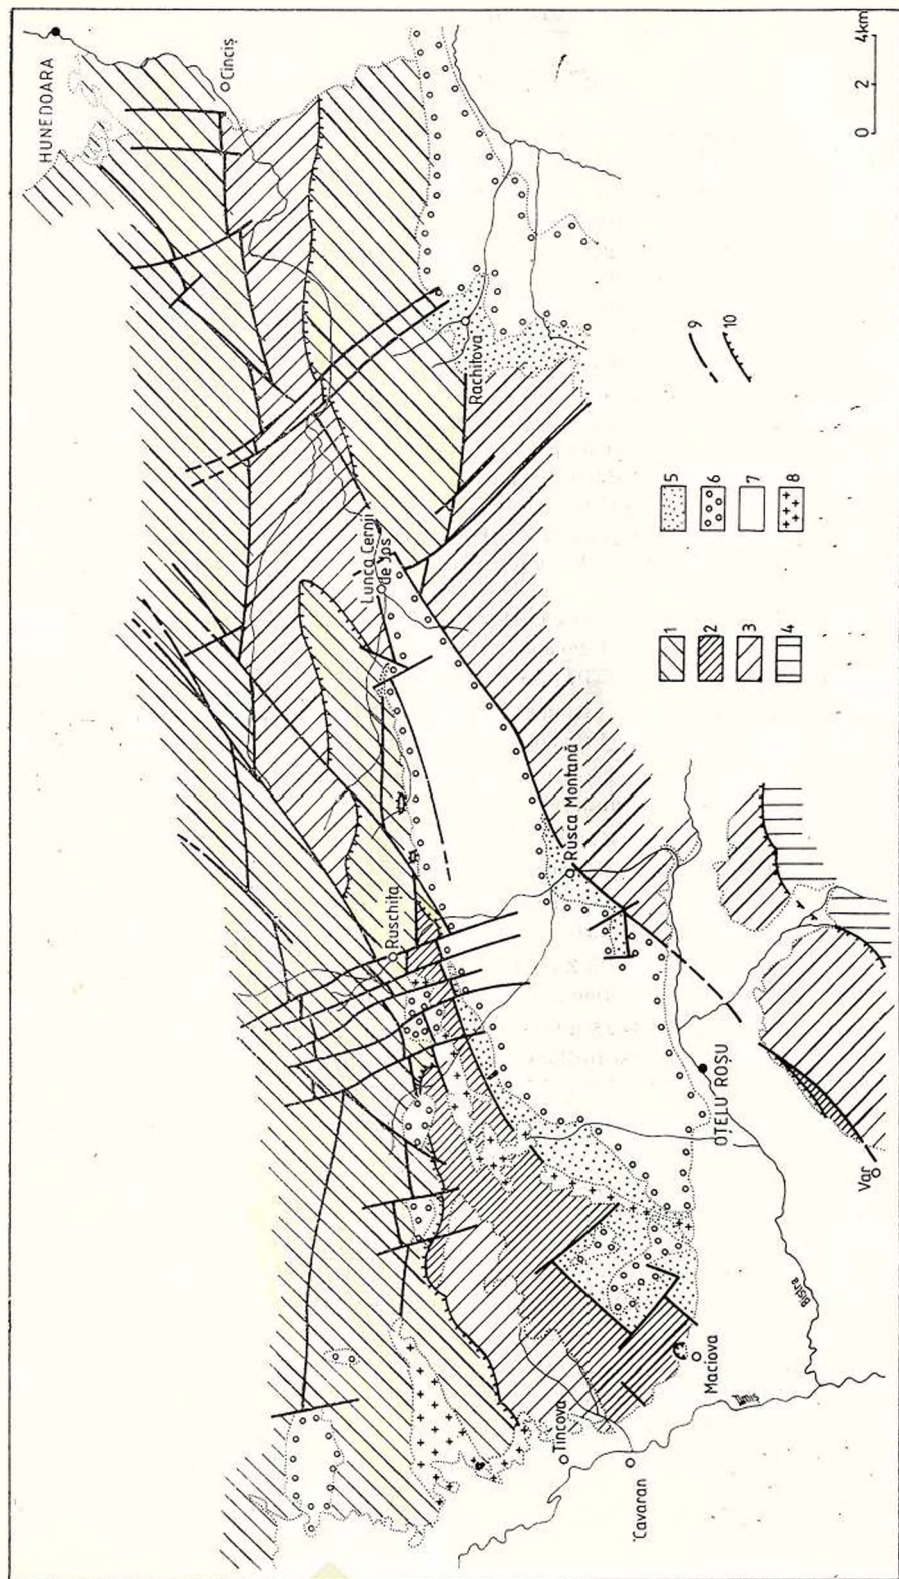 HUNEDOARA
Cinciș
Rachitova
Lunca Cernii
de Jos
Ruschița
Rusca Montană
OȚELU ROȘU
Var
Bistra
Maciova
Timiș
Tincova
Cavaran
0 2 4km
1
2
3
4
5
6
7
8
9
10